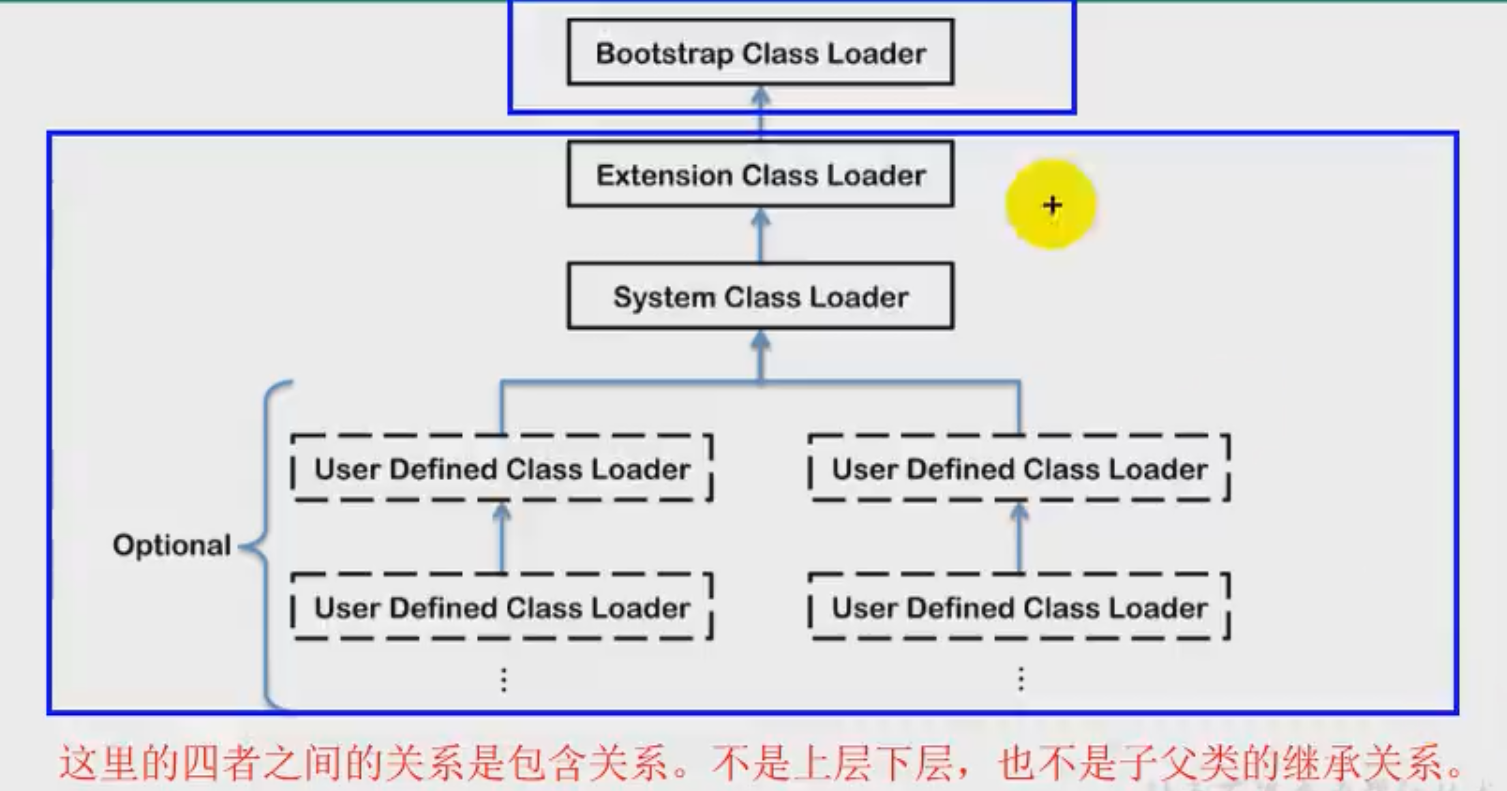 Bootstrap Class Loader
Extension Class Loader
System Class Loader
User Defined Class Loader
User Defined Class Loader
Optional
User Defined Class Loader
User Defined Class Loader
这里的四者之间的关系是包含关系。不是上层下层，也不是子父类的继承关系。